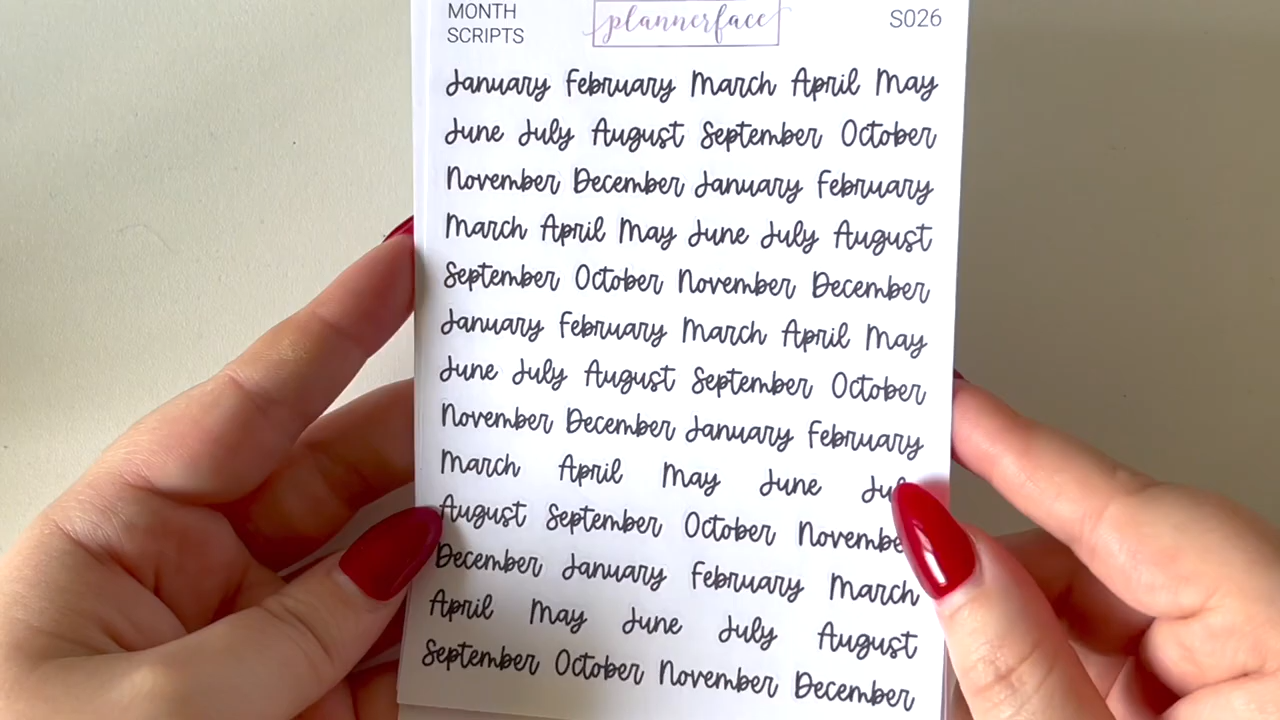 MONTH
SCRIPTS
plannerface
S026
January February March April May
June July August September October
November December January February
March April May June July August
September October November December
January February March April May
June July August September October
November December January February
March April May June Jul
August September October Novembe
December January February March
April May June July August
September October November December